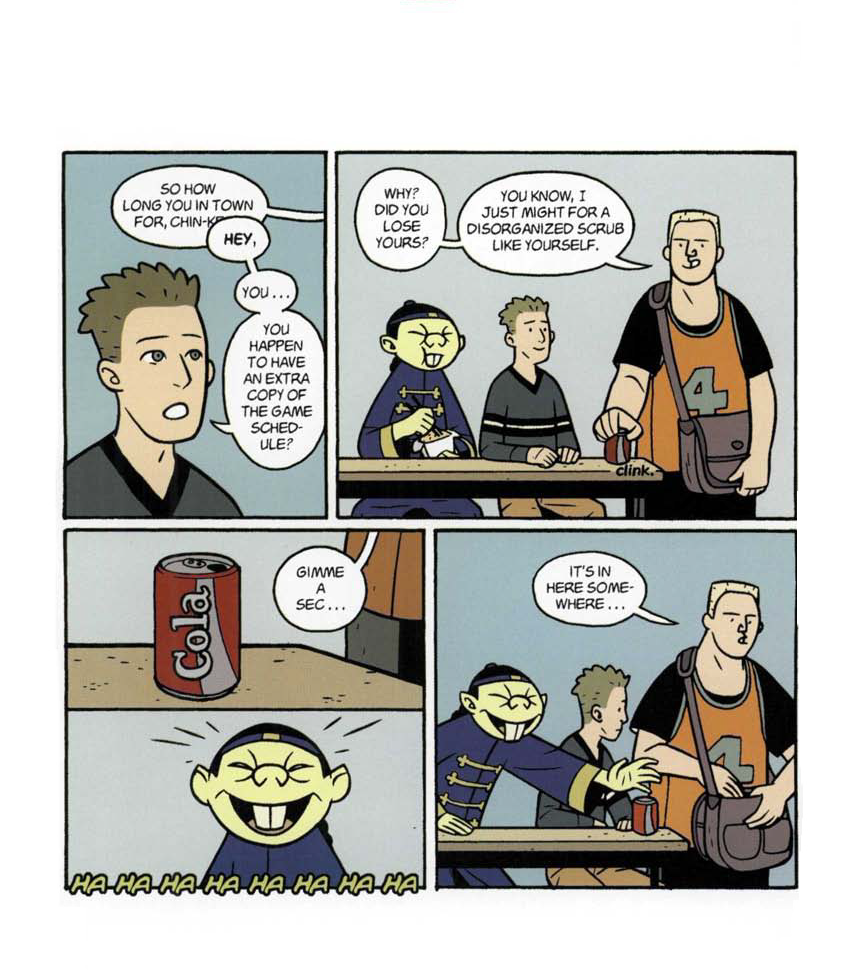 SO HOW
LONG YOU IN TOWN
FOR,
HEY,
YOU...
YOU
HAPPEN
TO HAVE
AN EXTRA
COPY OF
THE GAME
SCHED-
ULE?
WHY?
DID YOU
LOSE
YOURS?
YOU KNOW, I
JUST MIGHT FOR A
DISORGANIZED SCRUB
LIKE YOURSELF.
4
clink.
Cola
GIMME
A
SEC...
HA HA HA HA HA HA HA HA
IT'S IN
HERE SOME-
WHERE...
4